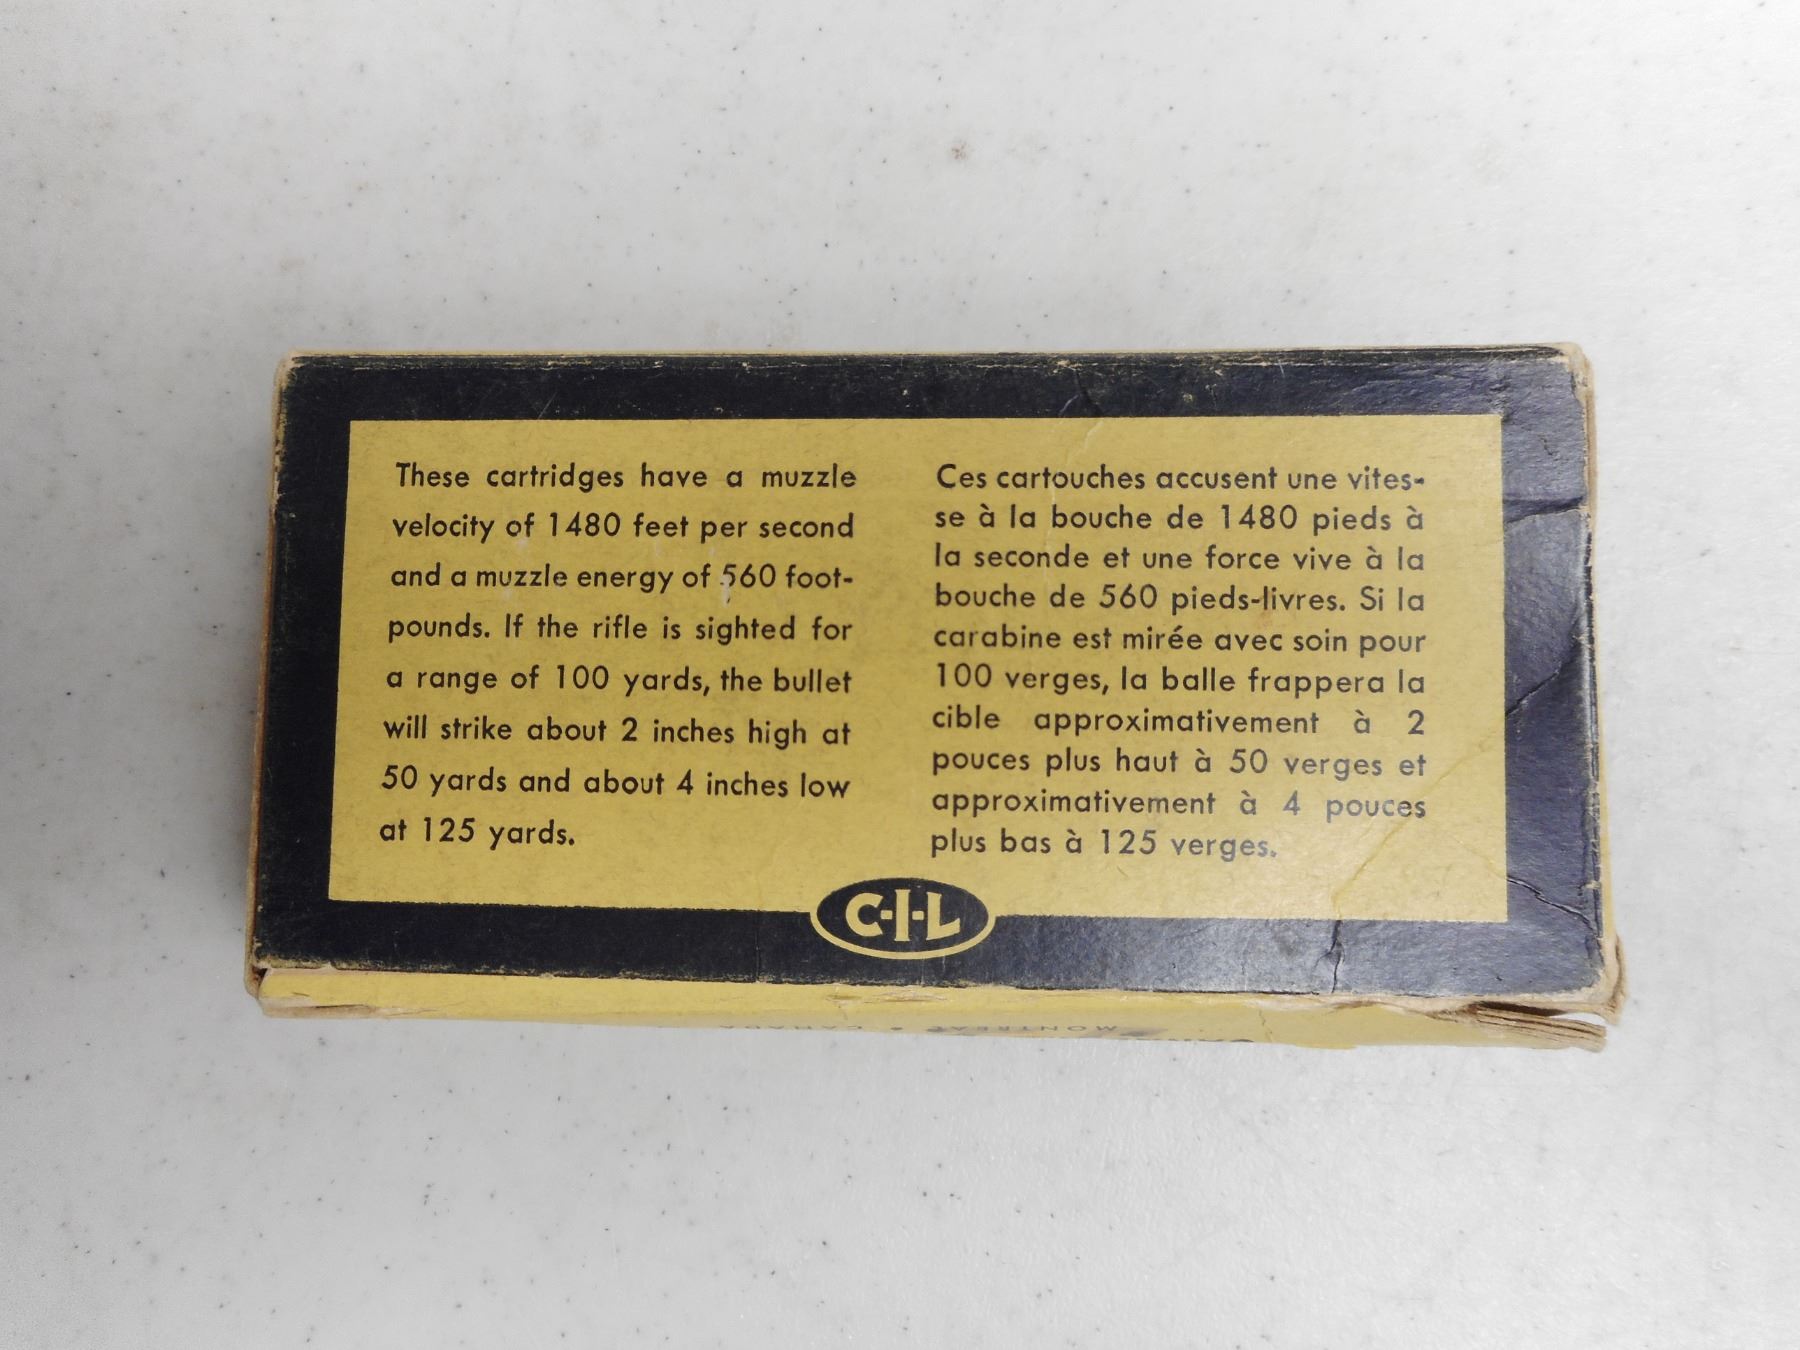 These cartridges have a muzzle
velocity of 1480 feet per second
and a muzzle energy of 560 foot-
pounds. If the rifle is sighted for
a range of 100 yards, the bullet
will strike about 2 inches high at
50 yards and about 4 inches low
at 125 yards.
Ces cartouches accusent une vites-
se à la bouche de 1480 pieds à
la seconde et une force vive à la
bouche de 560 pieds-livres. Si la
carabine est mirée avec soin pour
100 verges, la balle frappera la
cible approximativement à 2
pouces plus haut à 50 verges et
approximativement à 4 pouces
plus bas à 125 verges.
C-I-L
MONTREAL • CANADA